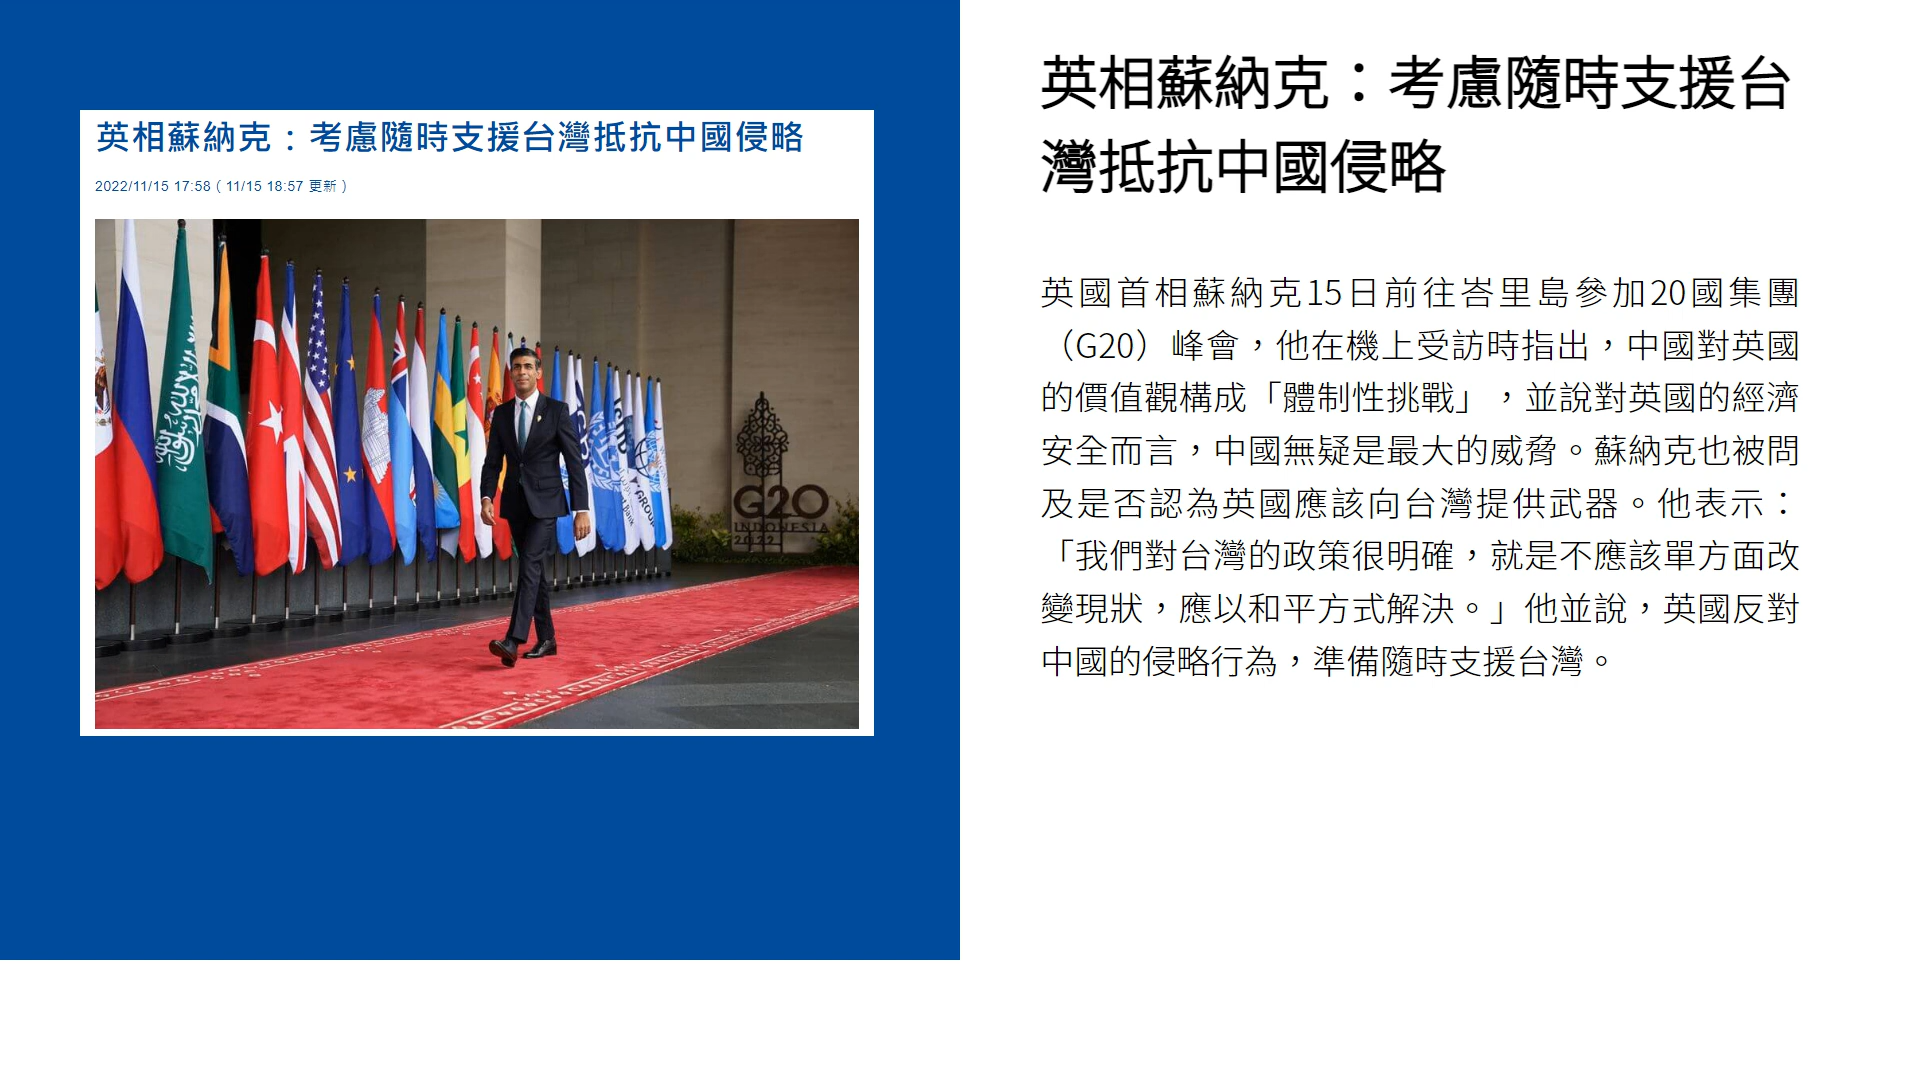 英相蘇納克：考慮隨時支援台灣抵抗中國侵略
2022/11/15 17:58（11/15 18:57 更新）
G20
INDONESIA
2022
GROUP
英相蘇納克：考慮隨時支援台
灣抵抗中國侵略
英國首相蘇納克15日前往峇里島參加20國集團
（G20）峰會，他在機上受訪時指出，中國對英國
的價值觀構成「體制性挑戰」，並說對英國的經濟
安全而言，中國無疑是最大的威脅。蘇納克也被問
及是否認為英國應該向台灣提供武器。他表示：
「我們對台灣的政策很明確，就是不應該單方面改
變現狀，應以和平方式解決。」他並說，英國反對
中國的侵略行為，準備隨時支援台灣。